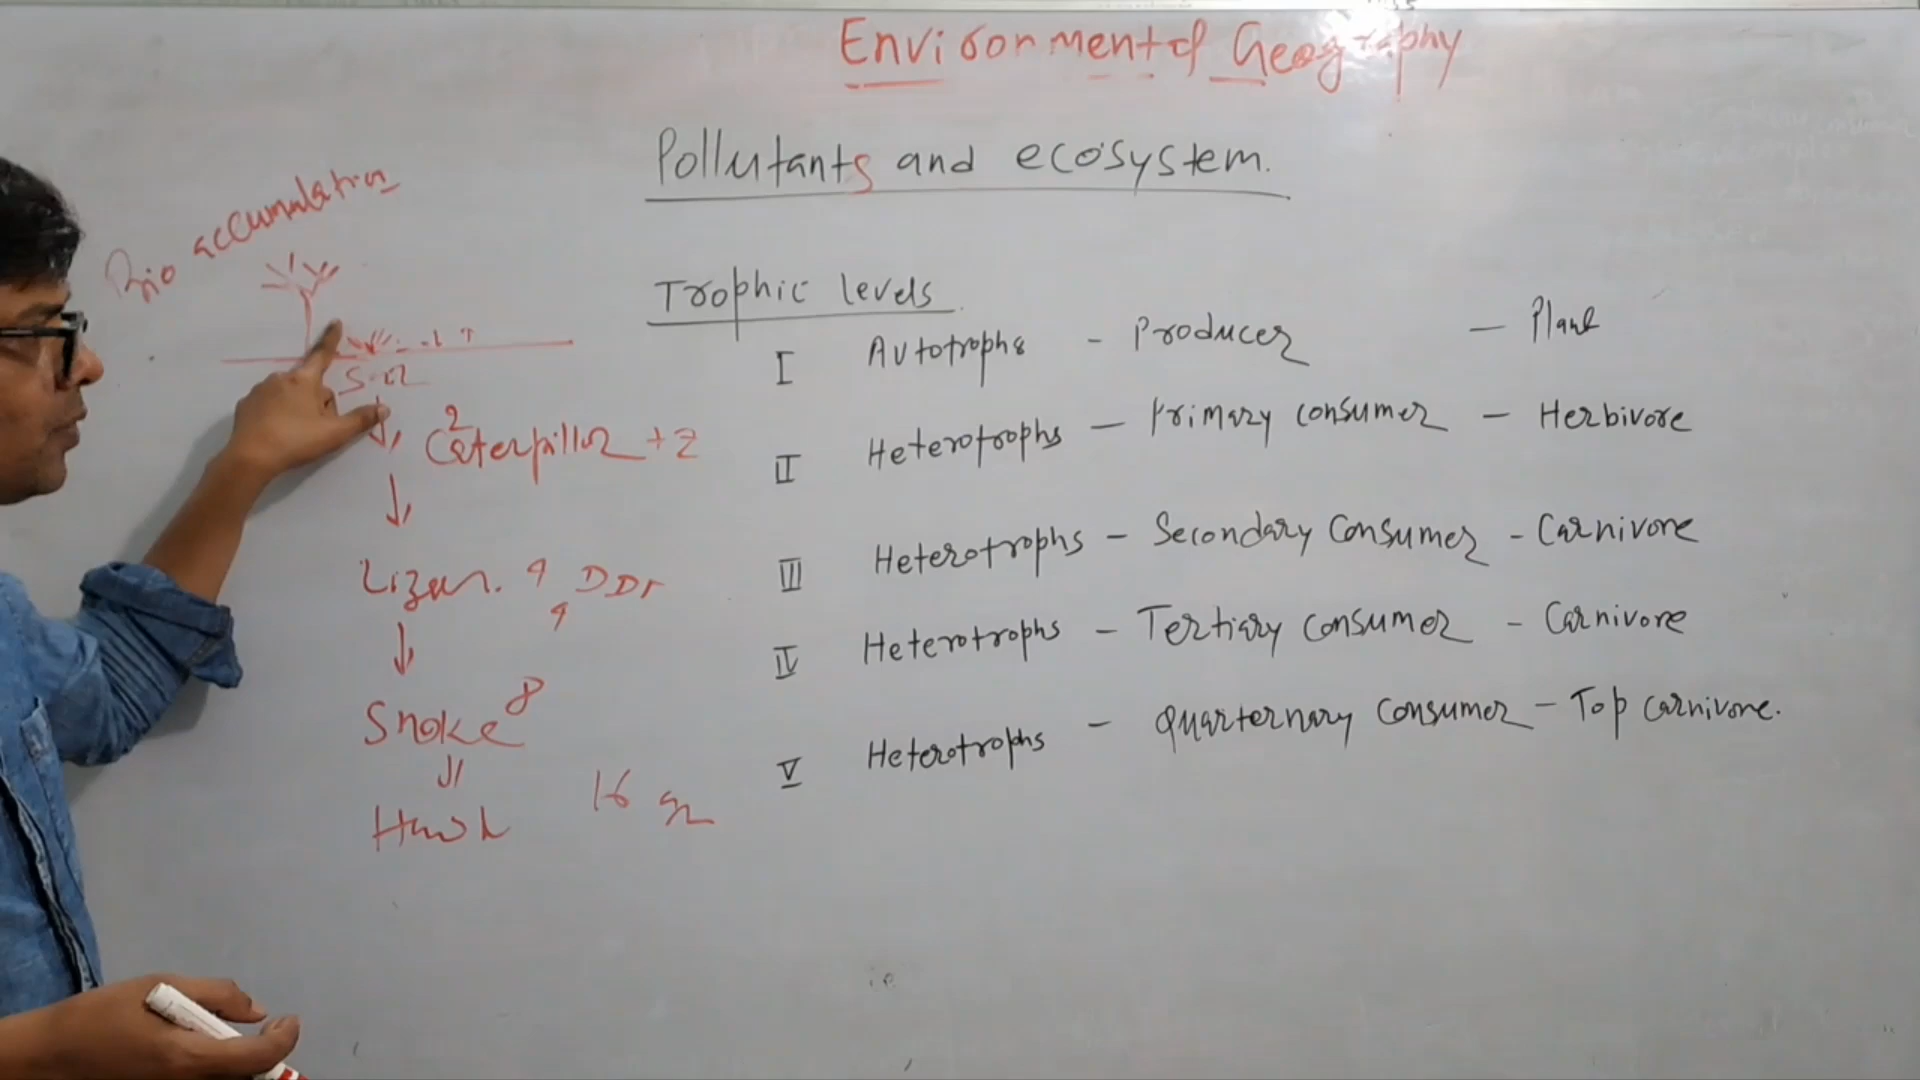 Environmental Geography
Pollutants and ecosystem.
Bio accumulation
Trophic levels
I Autotrophs - Producer - Plant
Soil
2
Caterpillar + 2
II Heterotrophs - Primary consumer - Herbivore
III Heterotrophs - Secondary Consumer - Carnivore
4 DDT
4
IV Heterotrophs - Tertiary consumer - Carnivore
Snake 8
V Heterotrophs - Quarternary consumer - Top carnivore.
Hawk 16